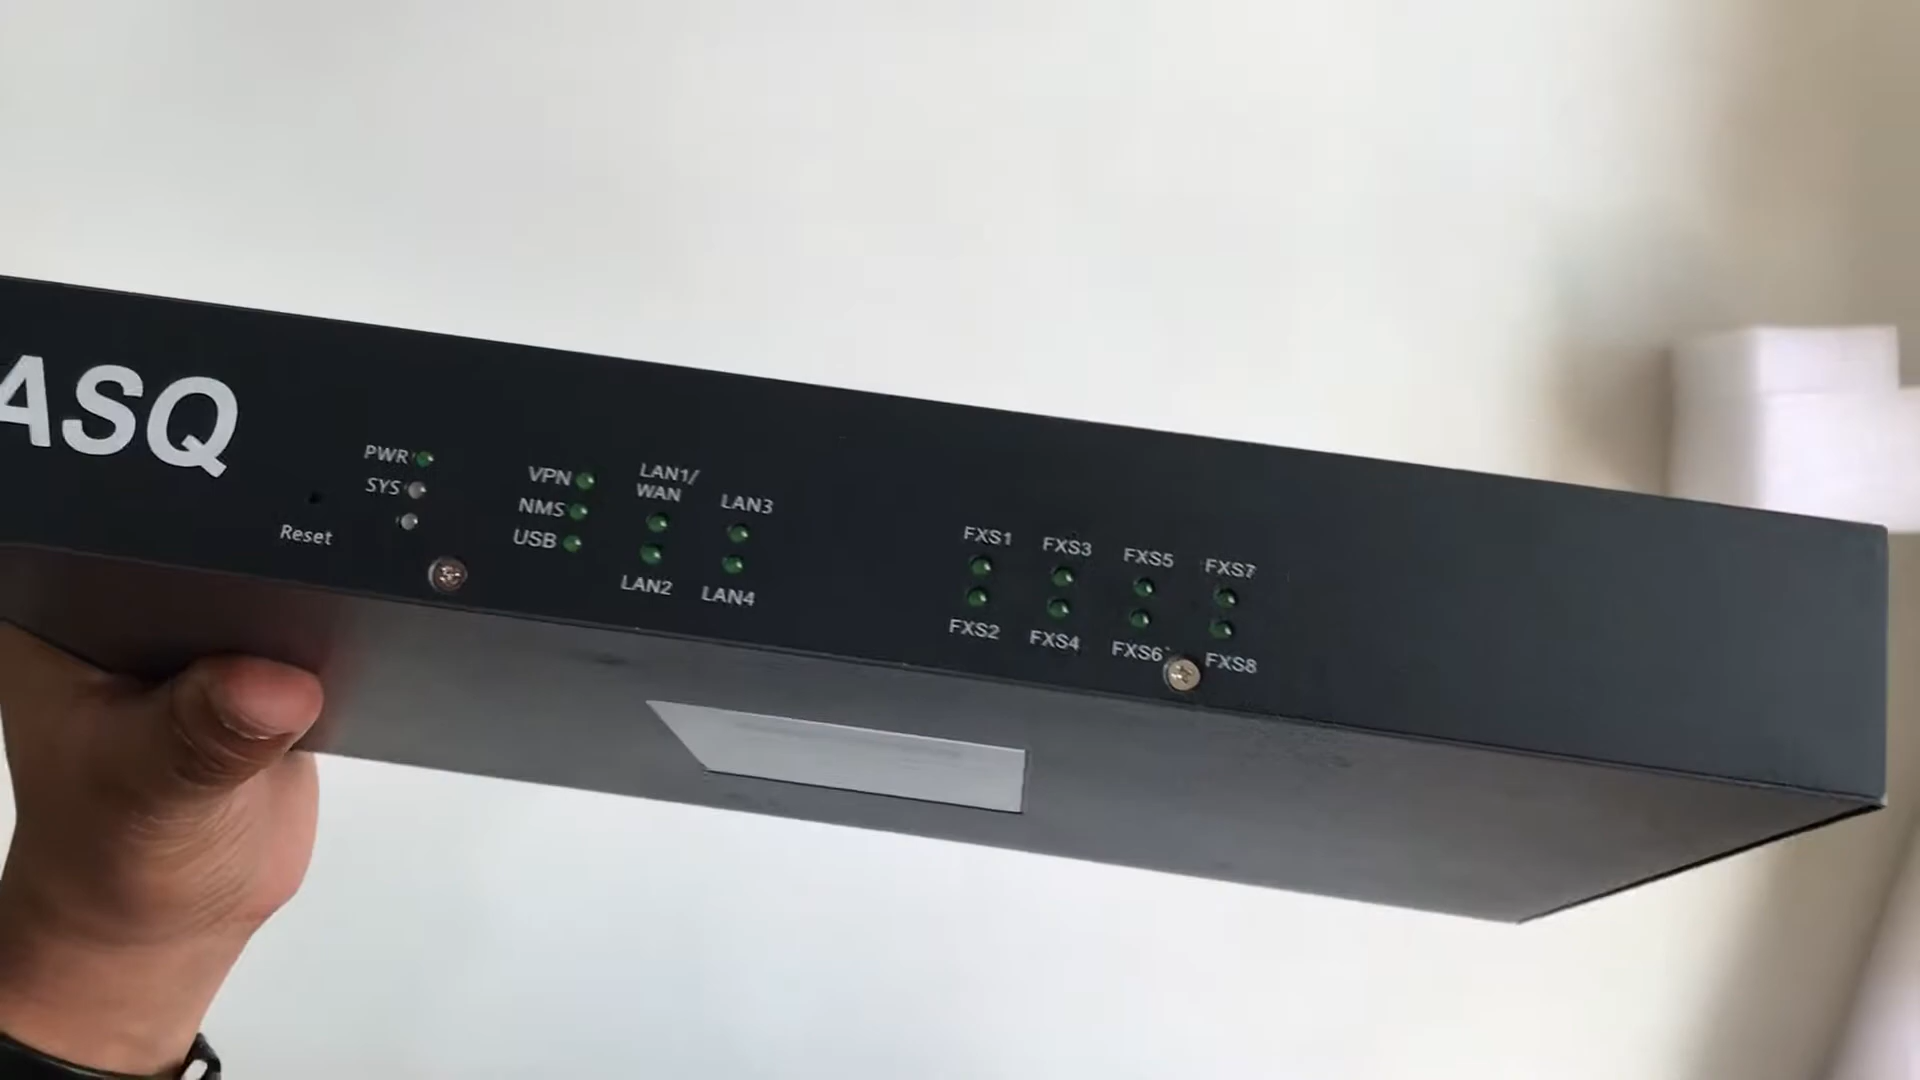 ASQ
PWR
SYS
Reset
VPN
NMS
USB
LAN1/
WAN
LAN3
LAN2
LAN4
FXS1
FXS3
FXS5
FXS7
FXS2
FXS4
FXS6
FXS8